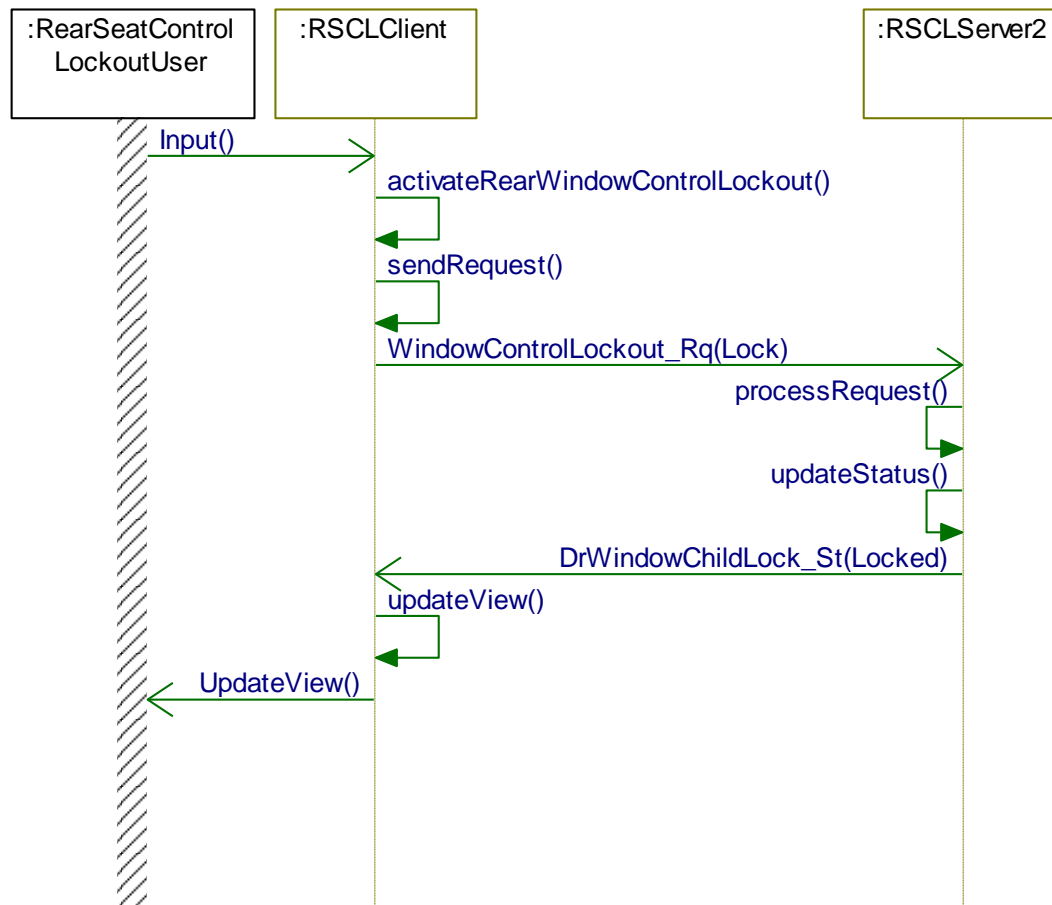 :RearSeatControl
LockoutUser
:RSCLClient
:RSCLServer2
Input()
activateRearWindowControlLockout()
sendRequest()
WindowControlLockout_Rq(Lock)
processRequest()
updateStatus()
DrWindowChildLock_St(Locked)
updateView()
UpdateView()